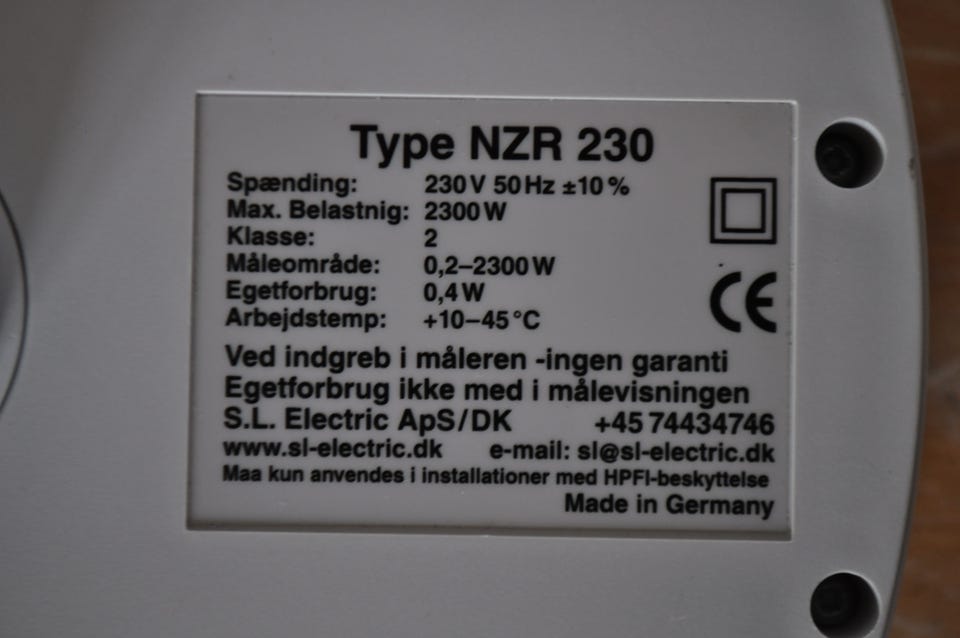 Type NZR 230
Spænding: 230 V 50 Hz ±10 %
Max. Belastnig: 2300 W
Klasse: 2
Måleområde: 0,2–2300 W
Egetforbrug: 0,4 W
Arbejdstemp: +10–45 °C
CE
Ved indgreb i måleren -ingen garanti
Egetforbrug ikke med i målevisningen
S.L. Electric ApS/DK +45 74434746
www.sl-electric.dk e-mail: sl@sl-electric.dk
Maa kun anvendes i installationer med HPFI-beskyttelse
Made in Germany